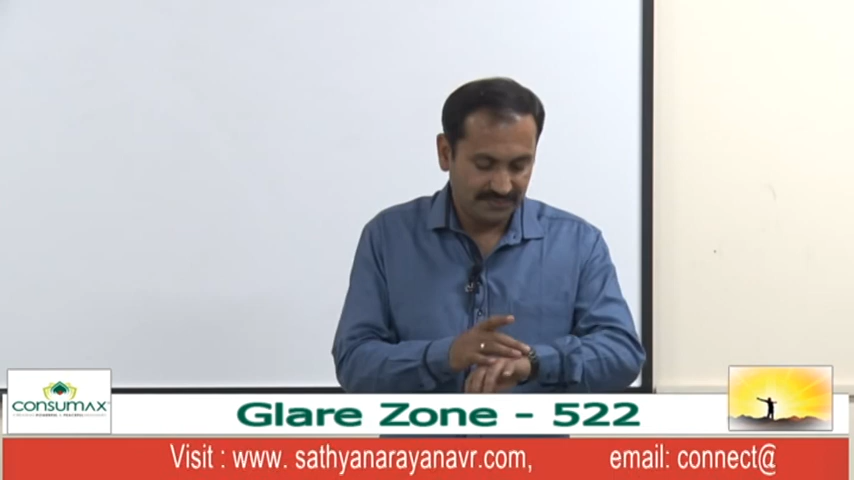 CONSUMAX
Glare Zone - 522
Visit : www. sathyanarayanavr.com, email: connect@